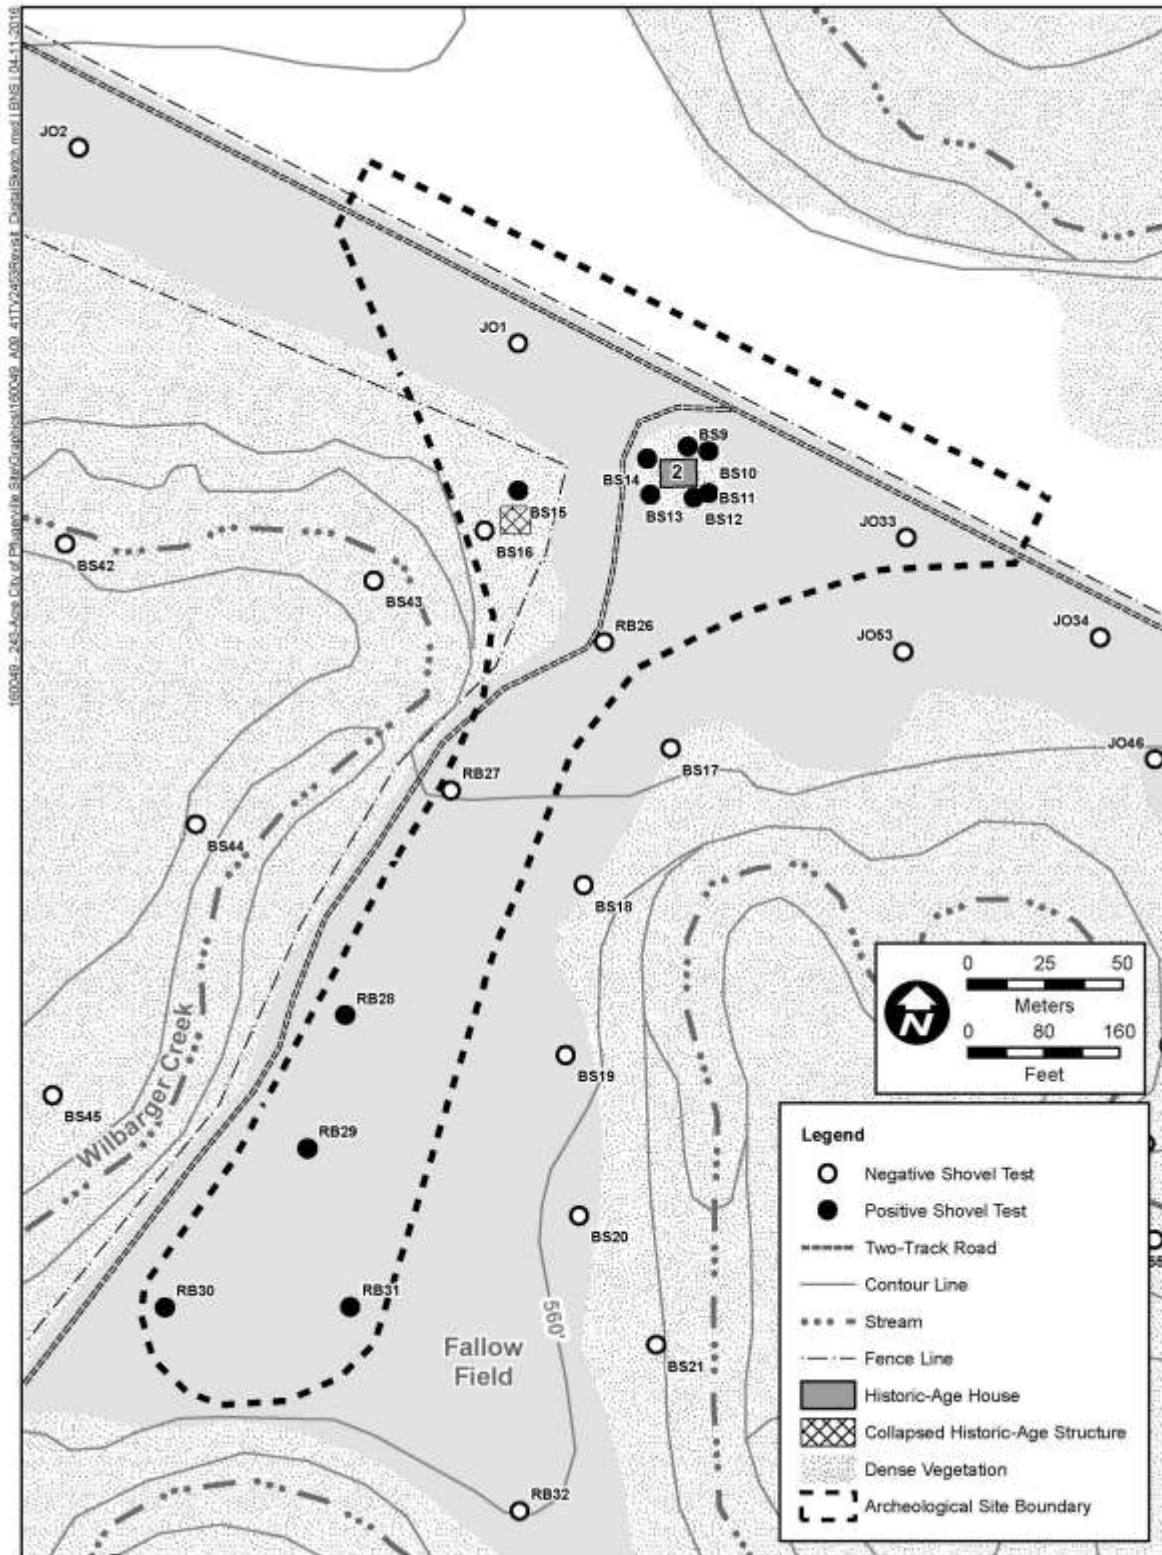 JO2
JO1
BS9
BS10
BS14
2
BS11
BS13
BS12
BS15
BS16
JO33
BS42
BS43
RB26
JO34
JO53
BS17
JO46
RB27
BS44
BS18
0 25 50
Meters
N
0 80 160
Feet
RB28
BS19
BS45
Wilbarger Creek
RB29
BS20
RB30
RB31
560'
Fallow
Field
BS21
RB32
Legend
Negative Shovel Test
Positive Shovel Test
Two-Track Road
Contour Line
Stream
Fence Line
Historic-Age House
Collapsed Historic-Age Structure
Dense Vegetation
Archeological Site Boundary